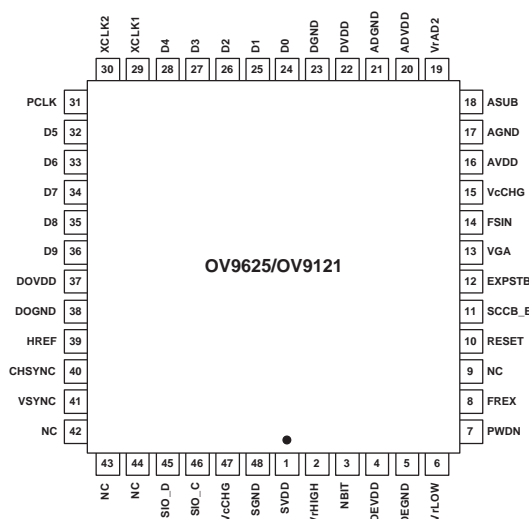 XCLK2 XCLK1 D4 D3 D2 D1 D0 DGND DVDD ADGND ADVDD VrAD2
30 29 28 27 26 25 24 23 22 21 20 19
PCLK 31 18 ASUB
D5 32 17 AGND
D6 33 16 AVDD
D7 34 15 VcCHG
D8 35 14 FSIN
D9 36 13 VGA
OV9625/OV9121
DOVDD 37 12 EXPSTB
DOGND 38 11 SCCB_E
HREF 39 10 RESET
CHSYNC 40 9 NC
VSYNC 41 8 FREX
NC 42 7 PWDN
43 44 45 46 47 48 1 2 3 4 5 6
NC NC SIO_D SIO_C VcCHG SGND SVDD VrHIGH NBIT DEVDD DEGND VrLOW